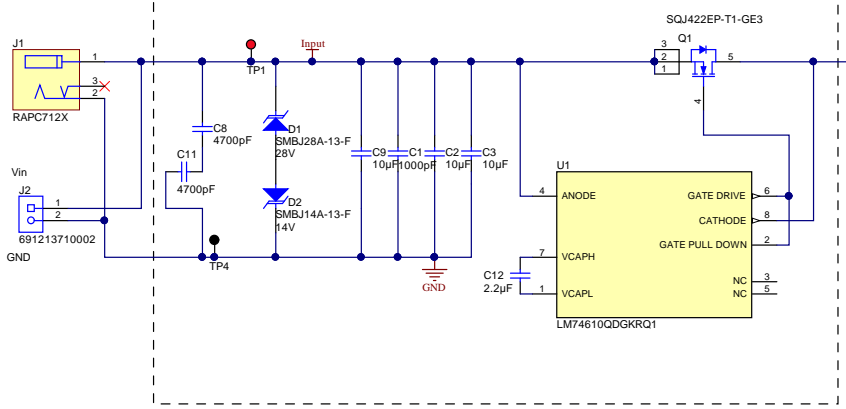 SQJ422EP-T1-GE3
Q1
J1
1
3
2
RAPC712X
TP1
Input
3
2
1
5
4
C8
4700pF
C11
4700pF
D1
SMBJ28A-13-F
28V
D2
SMBJ14A-13-F
14V
C9
10µF
C1
1000pF
C2
10µF
C3
10µF
Vin
J2
1
2
691213710002
GND
TP4
GND
U1
4
ANODE
GATE DRIVE
6
CATHODE
8
GATE PULL DOWN
2
7
VCAPH
C12
2.2µF
1
VCAPL
NC
3
NC
5
LM74610QDGKRQ1